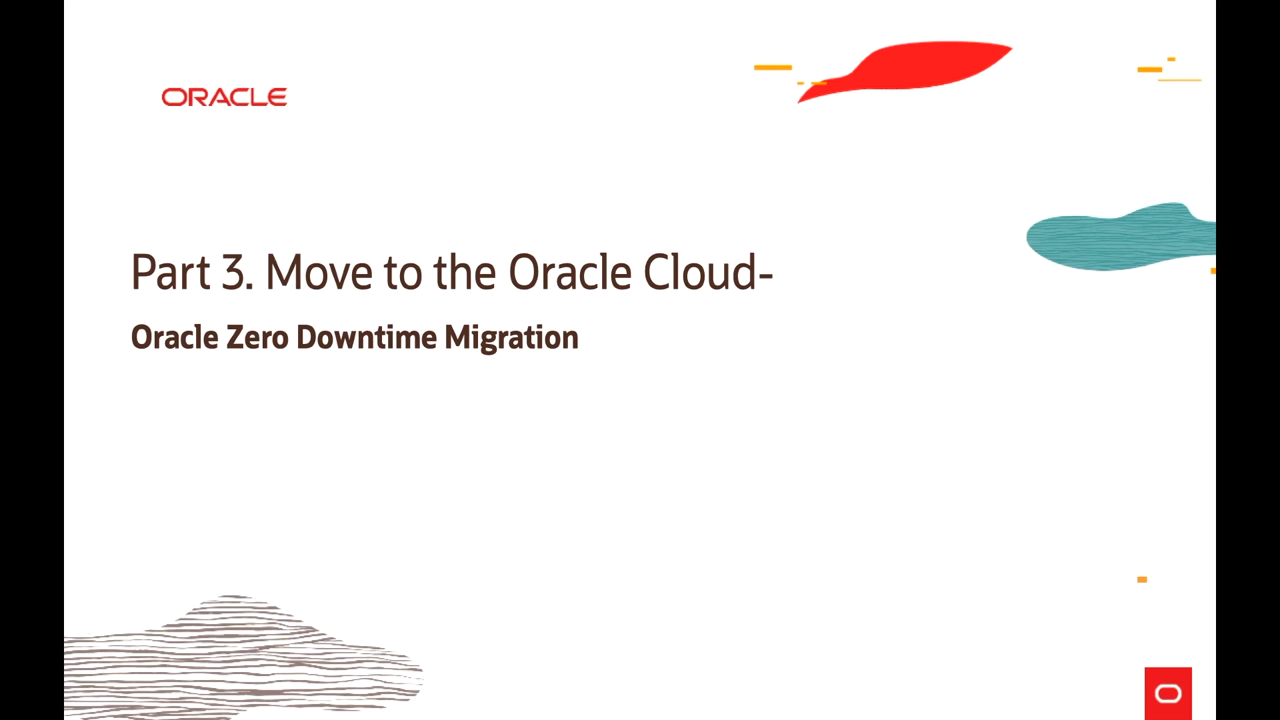 ORACLE
Part 3. Move to the Oracle Cloud-
Oracle Zero Downtime Migration